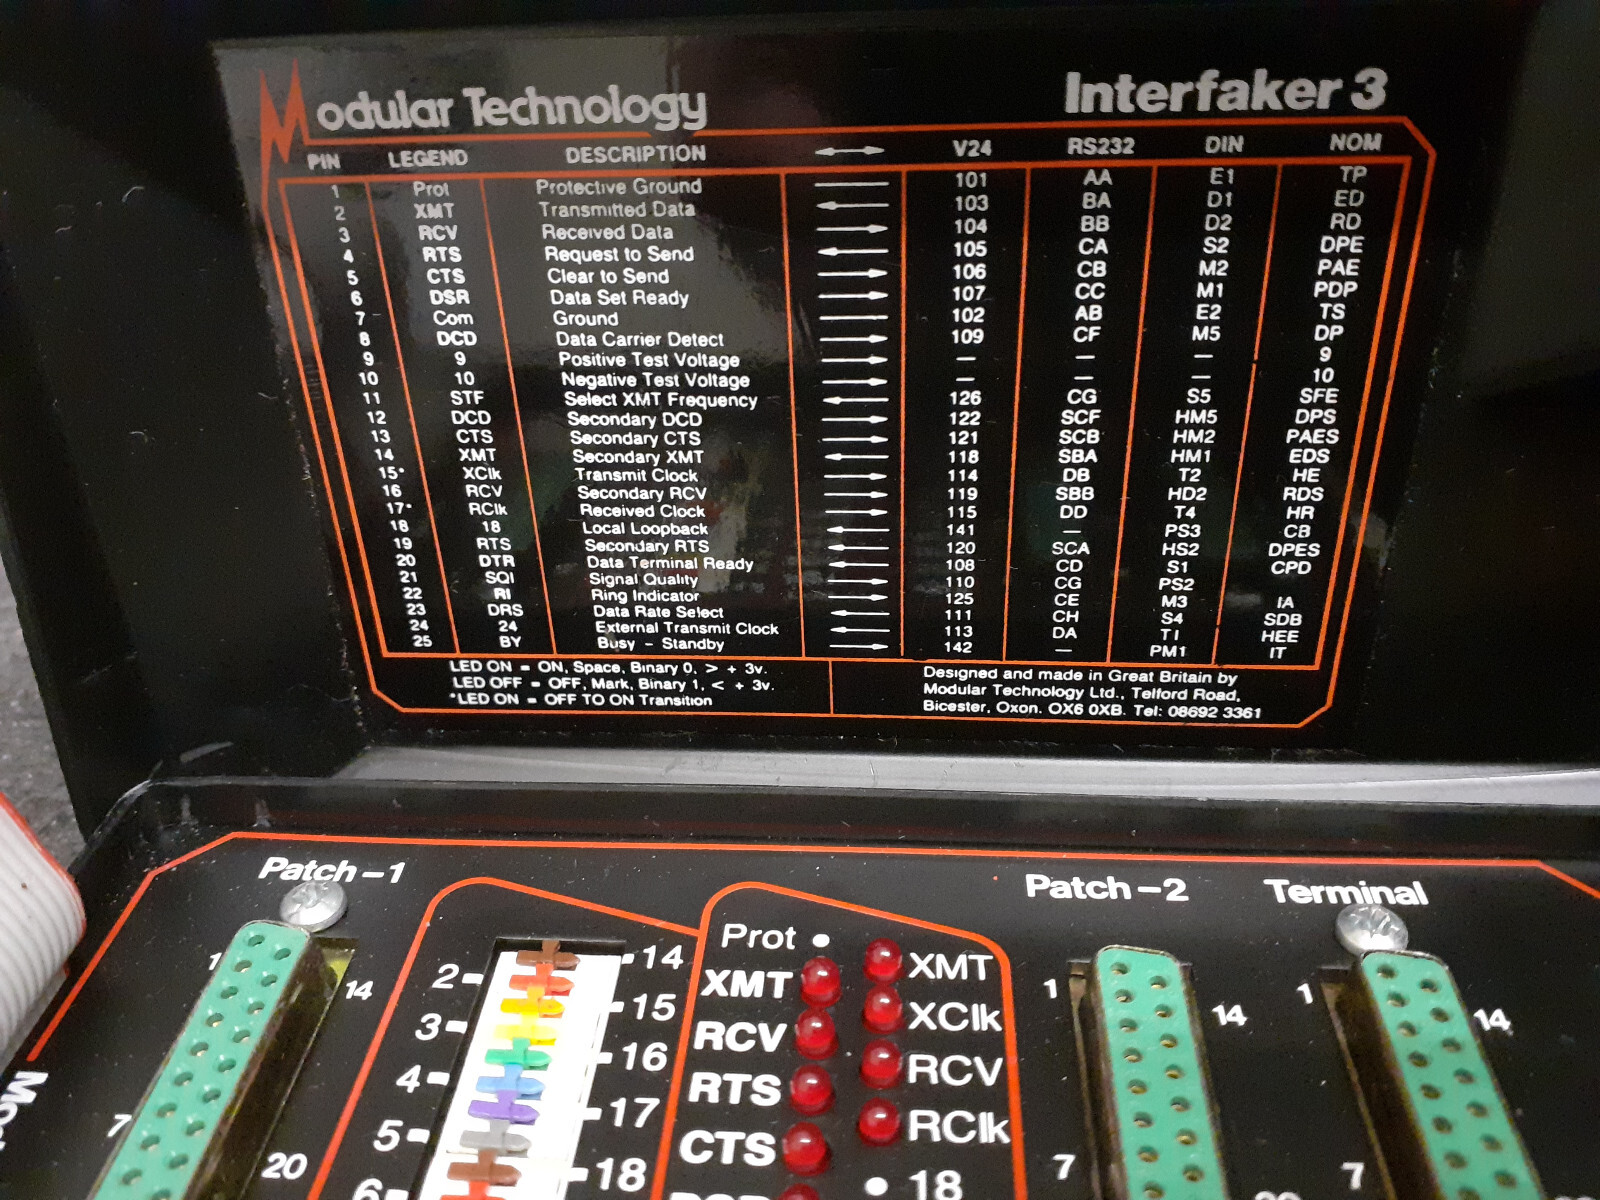 Modular Technology
Interfaker 3
PIN LEGEND DESCRIPTION ←→ V24 RS232 DIN NOM
1 Prot Protective Ground — 101 AA E1 TP
2 XMT Transmitted Data ← 103 BA D1 ED
3 RCV Received Data → 104 BB D2 RD
4 RTS Request to Send ← 105 CA S2 DPE
5 CTS Clear to Send → 106 CB M2 PAE
6 DSR Data Set Ready → 107 CC M1 PDP
7 Com Ground → 102 AB E2 TS
8 DCD Data Carrier Detect → 109 CF M5 DP
9 9 Positive Test Voltage → — — — 9
10 10 Negative Test Voltage → — — — 10
11 STF Select XMT Frequency ← 126 CG S5 SFE
12 DCD Secondary DCD → 122 SCF HM5 DPS
13 CTS Secondary CTS → 121 SCB HM2 PAES
14 XMT Secondary XMT ← 118 SBA HM1 EDS
15* XClk Transmit Clock → 114 DB T2 HE
16 RCV Secondary RCV → 119 SBB HD2 RDS
17* RClk Received Clock → 115 DD T4 HR
18 18 Local Loopback ← 141 — PS3 CB
19 RTS Secondary RTS ← 120 SCA HS2 DPES
20 DTR Data Terminal Ready ← 108 CD S1 CPD
21 SQI Signal Quality → 110 CG PS2
22 RI Ring Indicator → 125 CE M3 IA
23 DRS Data Rate Select ← 111 CH S4 SDB
24 24 External Transmit Clock ← 113 DA T1 HEE
25 BY Busy – Standby → 142 — PM1 IT
LED ON = ON, Space, Binary 0, > + 3v.
LED OFF = OFF, Mark, Binary 1, < + 3v.
*LED ON = OFF TO ON Transition
Designed and made in Great Britain by
Modular Technology Ltd., Telford Road,
Bicester, Oxon. OX6 0XB. Tel: 08692 3361
Patch–1
1
14
7
20
2
3
4
5
6
14
15
16
17
18
Prot
XMT
RCV
RTS
CTS
XMT
XClk
RCV
RClk
18
Patch–2
1
14
7
Terminal
1
14
7